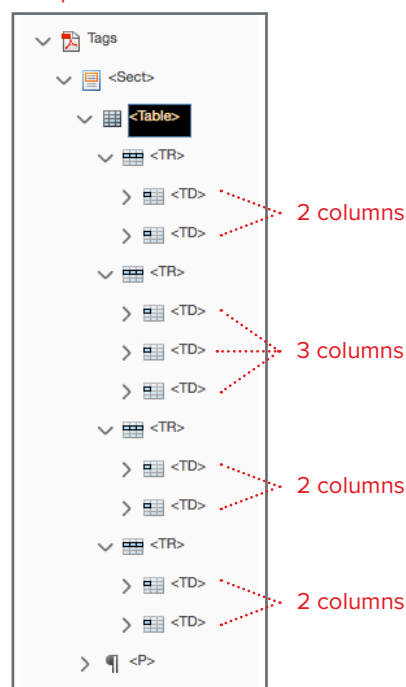 Tags
<Sect>
<Table>
<TR>
<TD>
2 columns
<TD>
<TR>
<TD>
<TD> 3 columns
<TD>
<TR>
<TD>
2 columns
<TD>
<TR>
<TD>
2 columns
<TD>
<P>